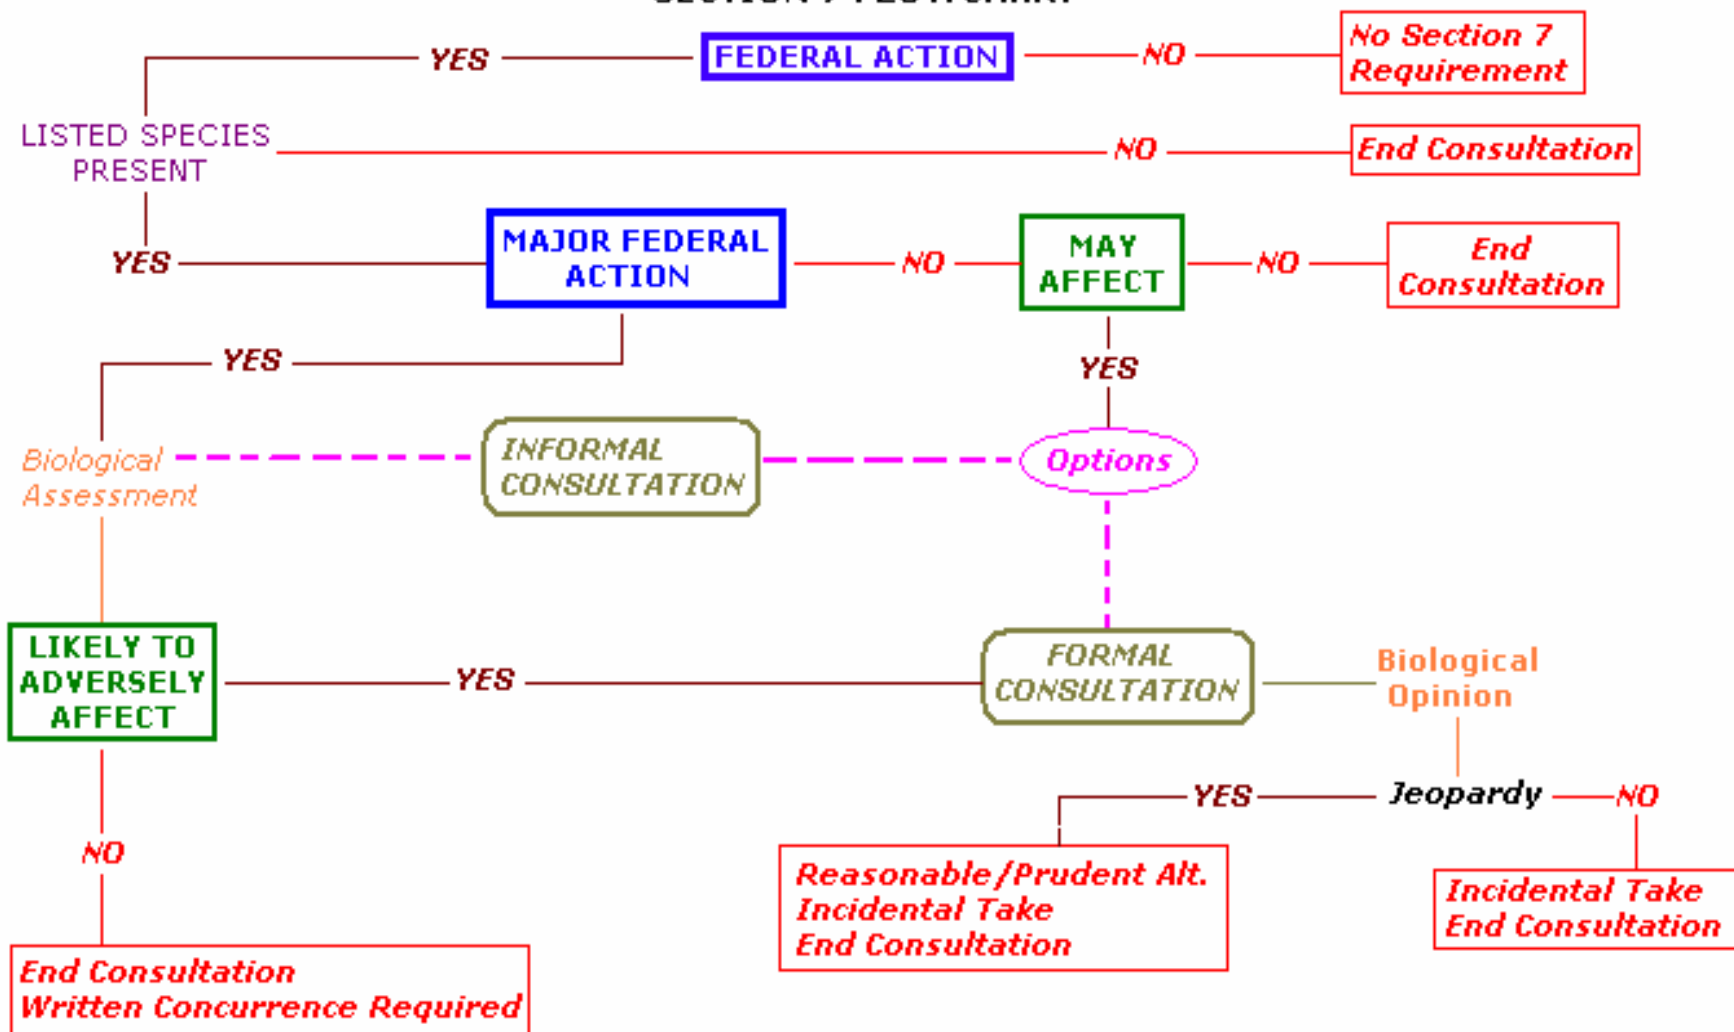 YES
FEDERAL ACTION
NO
No Section 7
Requirement
LISTED SPECIES
PRESENT
NO
End Consultation
YES
MAJOR FEDERAL
ACTION
NO
MAY
AFFECT
NO
End
Consultation
YES
YES
Biological
Assessment
INFORMAL
CONSULTATION
Options
LIKELY TO
ADVERSELY
AFFECT
YES
FORMAL
CONSULTATION
Biological
Opinion
YES
Jeopardy
NO
NO
Reasonable/Prudent Alt.
Incidental Take
End Consultation
Incidental Take
End Consultation
End Consultation
Written Concurrence Required